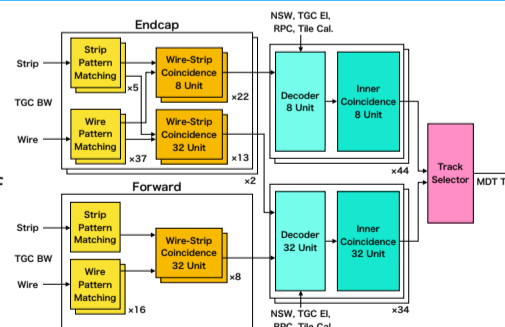 NSW, TGC EI,
RPC, Tile Cal.
Endcap
Strip
TGC BW
Wire
Strip
Pattern
Matching
×5
Wire
Pattern
Matching
×37
Wire-Strip
Coincidence
8 Unit
×22
Wire-Strip
Coincidence
32 Unit
×13
×2
Decoder
8 Unit
Inner
Coincidence
8 Unit
×44
Track
Selector
MDT T
Forward
Strip
TGC BW
Wire
Strip
Pattern
Matching
Wire
Pattern
Matching
×16
Wire-Strip
Coincidence
32 Unit
×8
Decoder
32 Unit
Inner
Coincidence
32 Unit
×34
NSW, TGC EI,
RPC, Tile Cal.